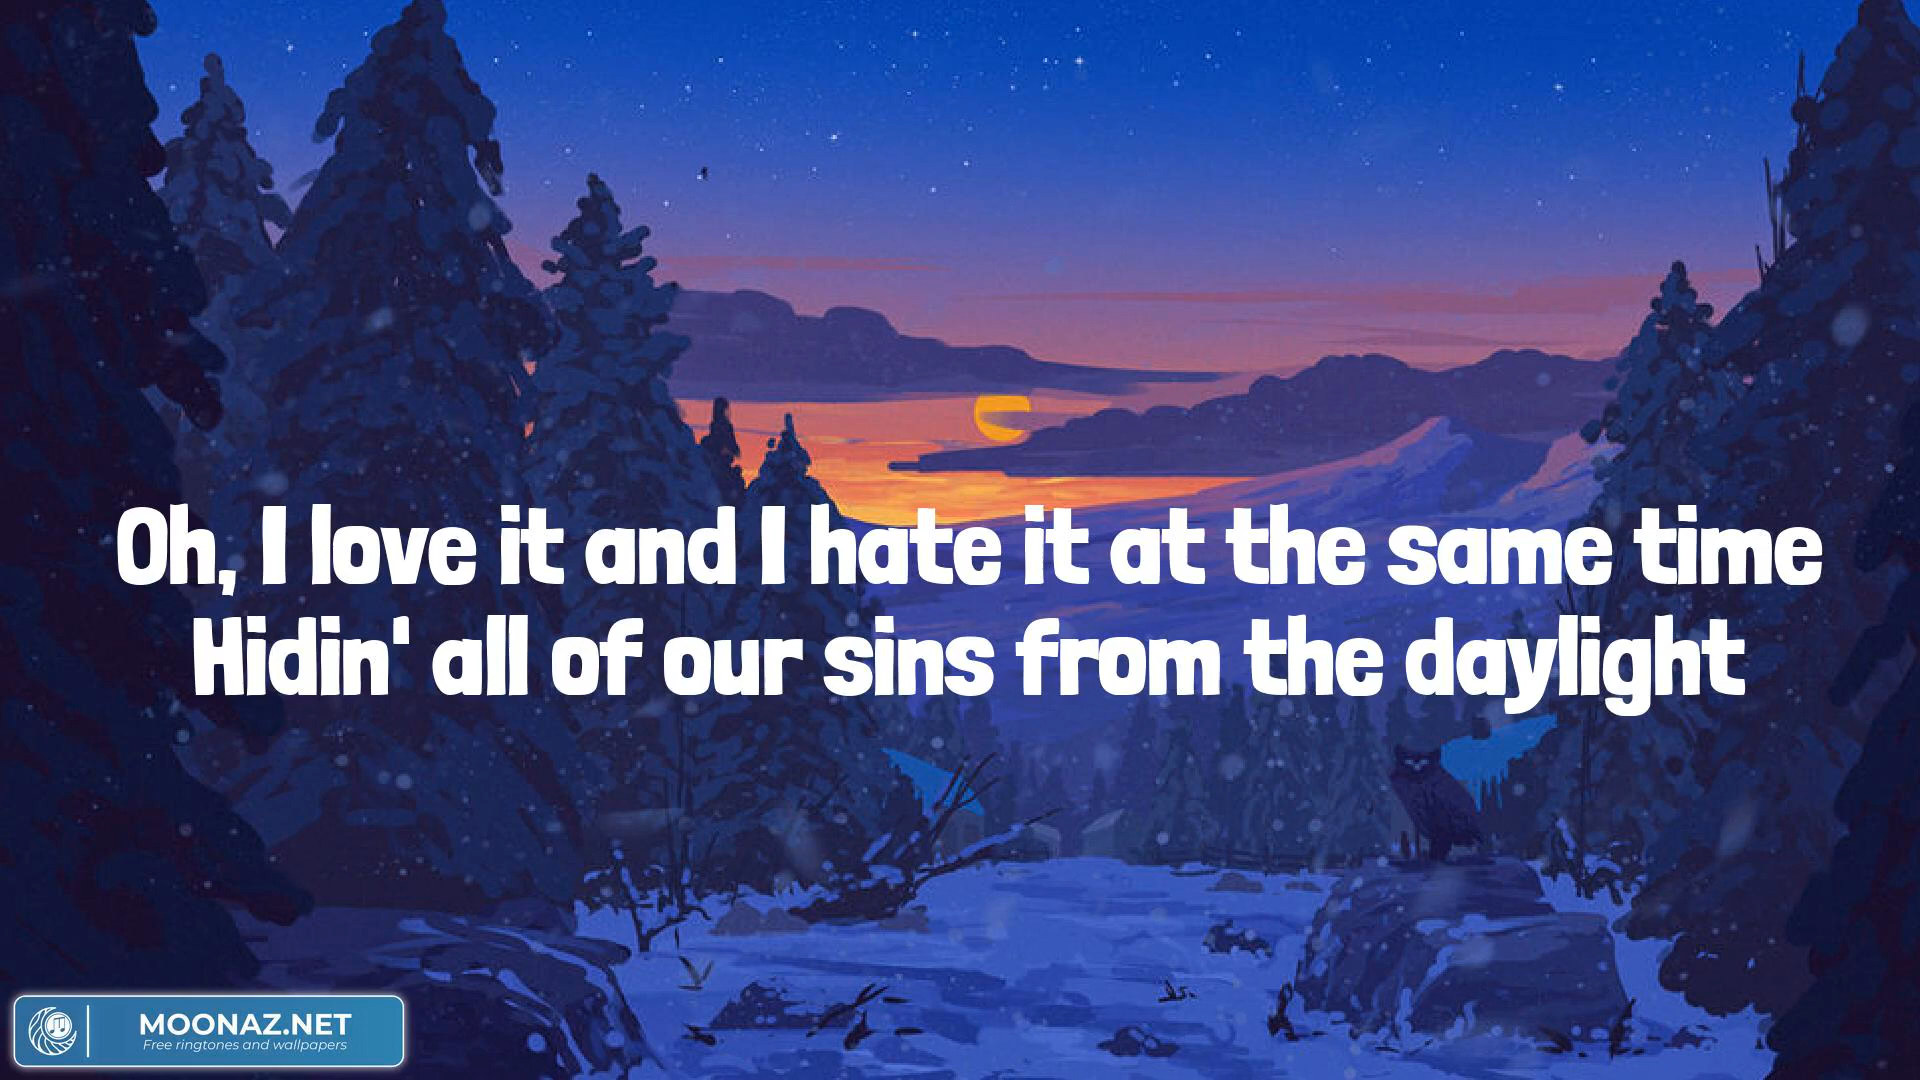 Oh, I love it and I hate it at the same time
Hidin' all of our sins from the daylight
MOONAZ.NET
Free ringtones and wallpapers